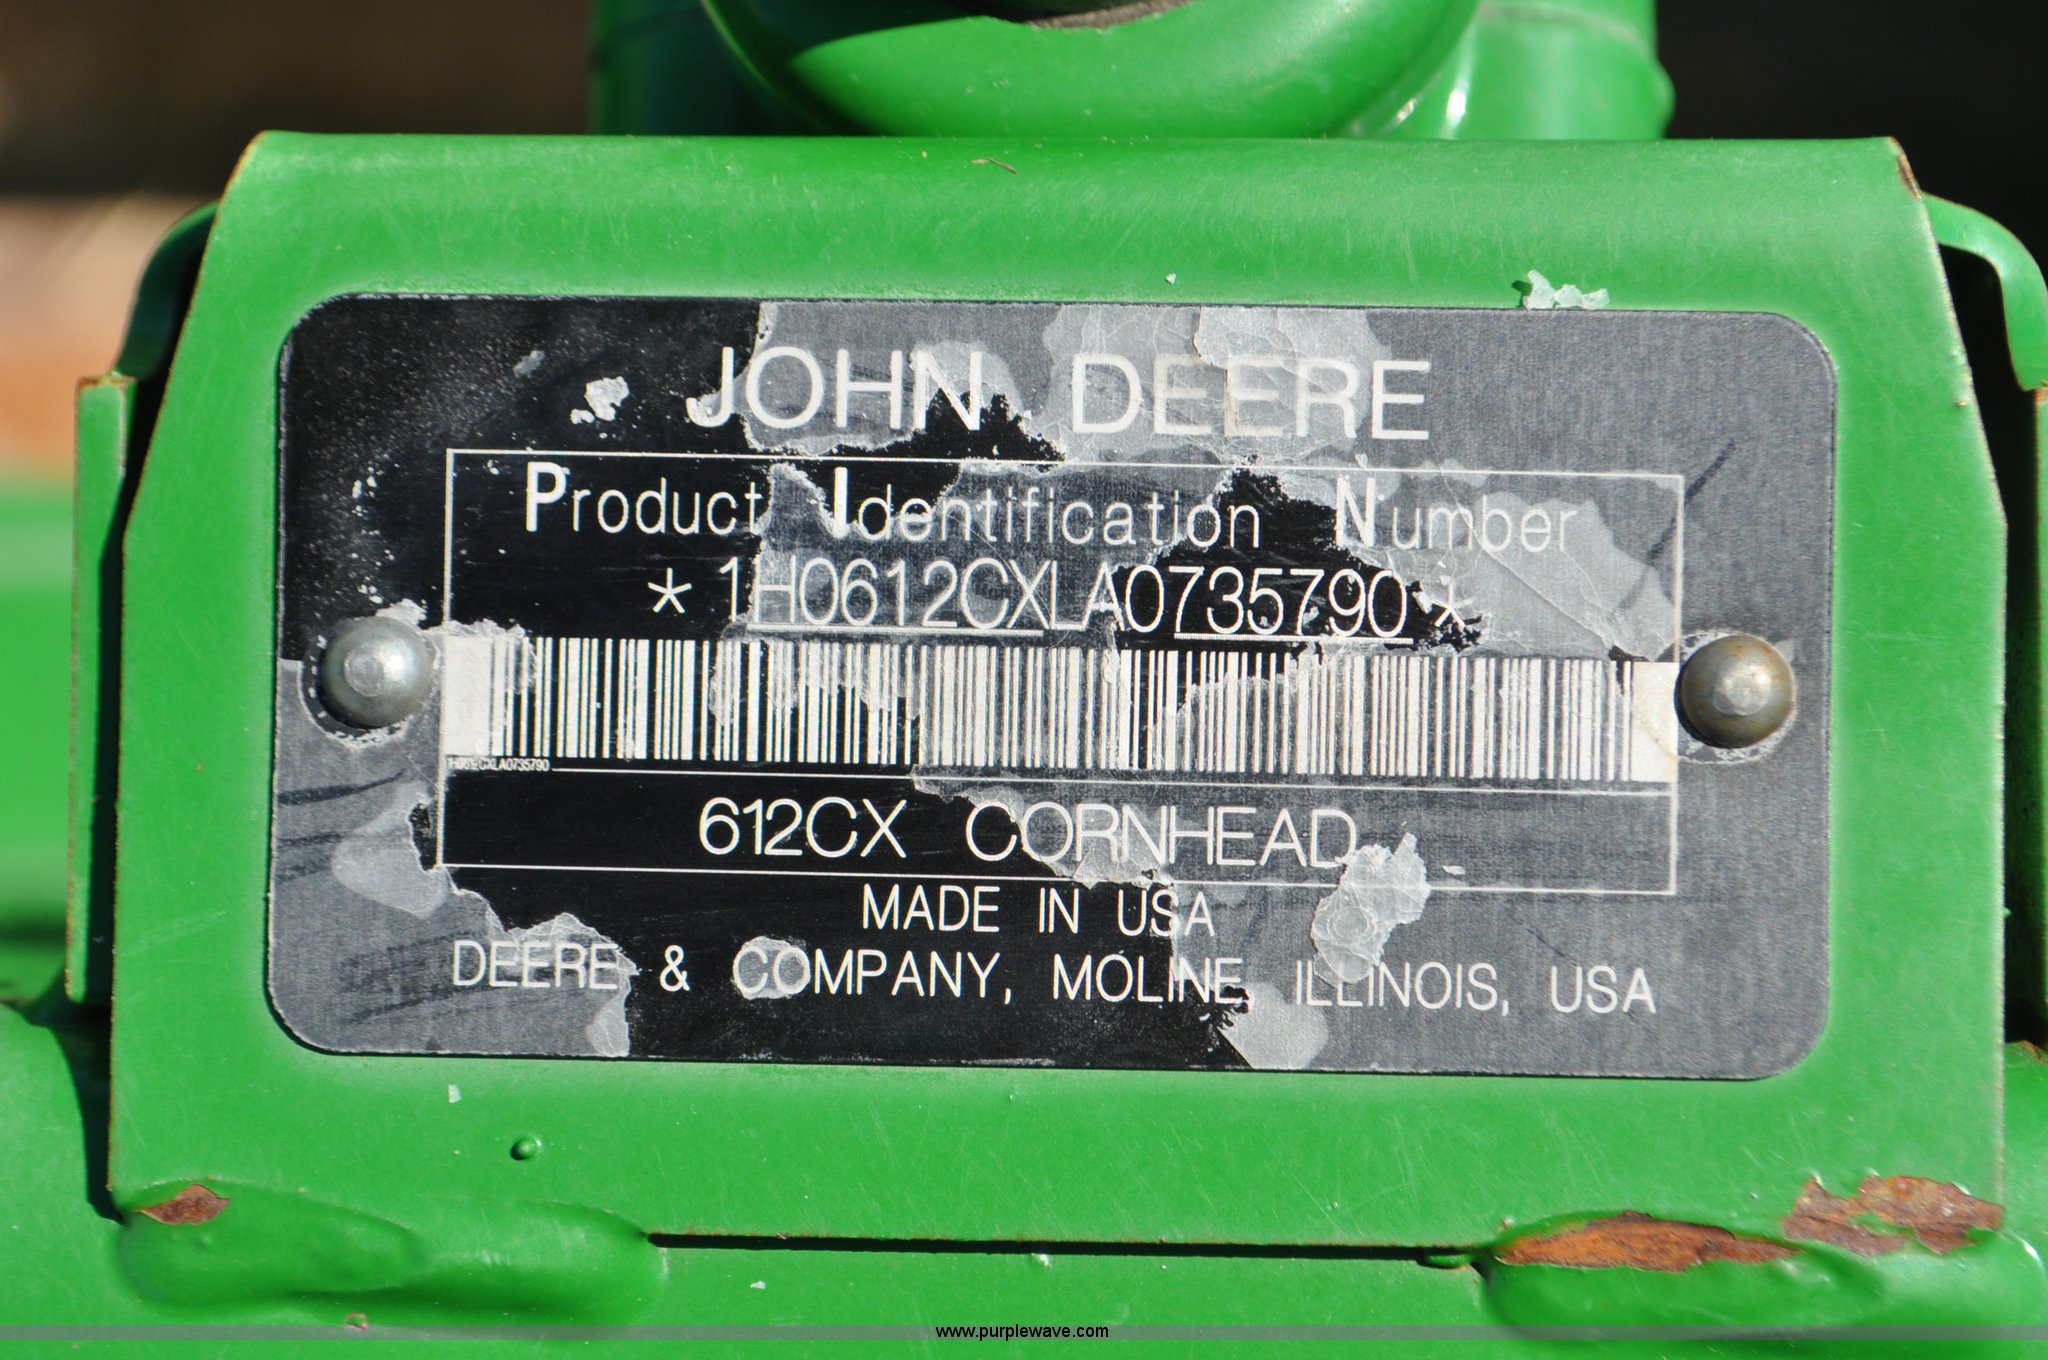 JOHN DEERE
Product Identification Number
*1H0612CXLA0735790*
1H0612CXLA0735790
612CX CORNHEAD
MADE IN USA
DEERE & COMPANY, MOLINE, ILLINOIS, USA
www.purplewave.com